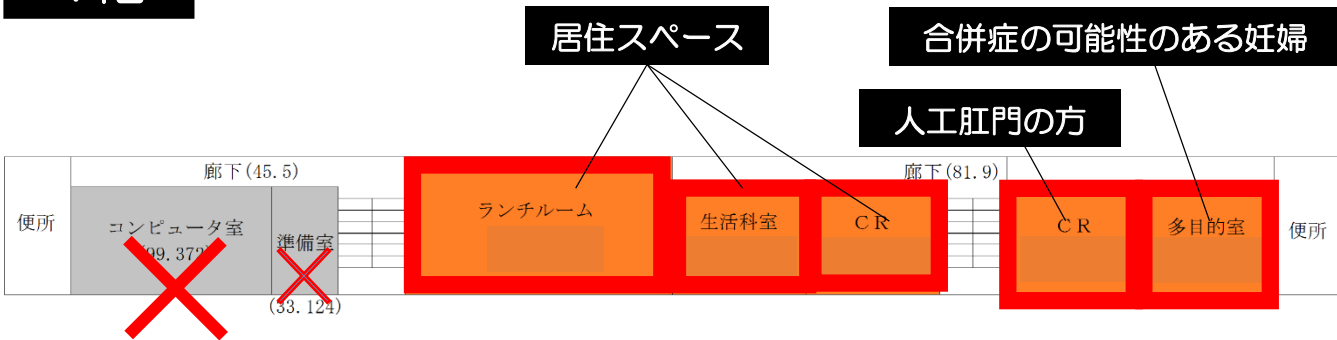 居住スペース
合併症の可能性のある妊婦
人工肛門の方
廊下(45.5)
廊下(81.9)
便所
コンピュータ室
準備室
(33.124)
ランチルーム
生活科室
CR
CR
多目的室
便所